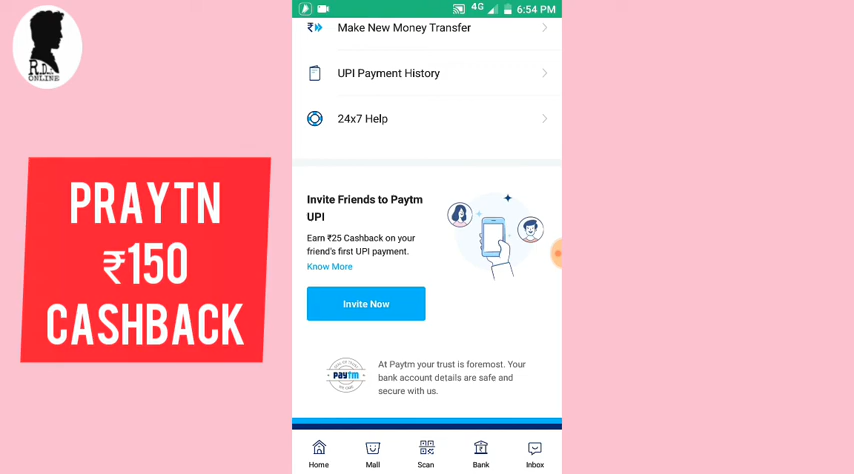 R.D.
ONLINE
PRAYTN
₹150
CASHBACK
4G 6:54 PM
Make New Money Transfer
UPI Payment History
24x7 Help
Invite Friends to Paytm
UPI
Earn ₹25 Cashback on your
friend's first UPI payment.
Know More
Invite Now
paytm
At Paytm your trust is foremost. Your
bank account details are safe and
secure with us.
Home Mall Scan Bank Inbox